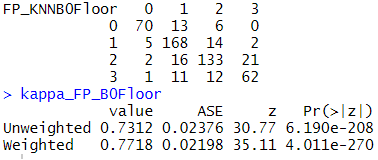 FP_KNNB0Floor 0 1 2 3
0 70 13 6 0
1 5 168 14 2
2 2 16 133 21
3 1 11 12 62
> kappa_FP_B0Floor
value ASE z Pr(>|z|)
Unweighted 0.7312 0.02376 30.77 6.190e-208
Weighted 0.7718 0.02198 35.11 4.011e-270